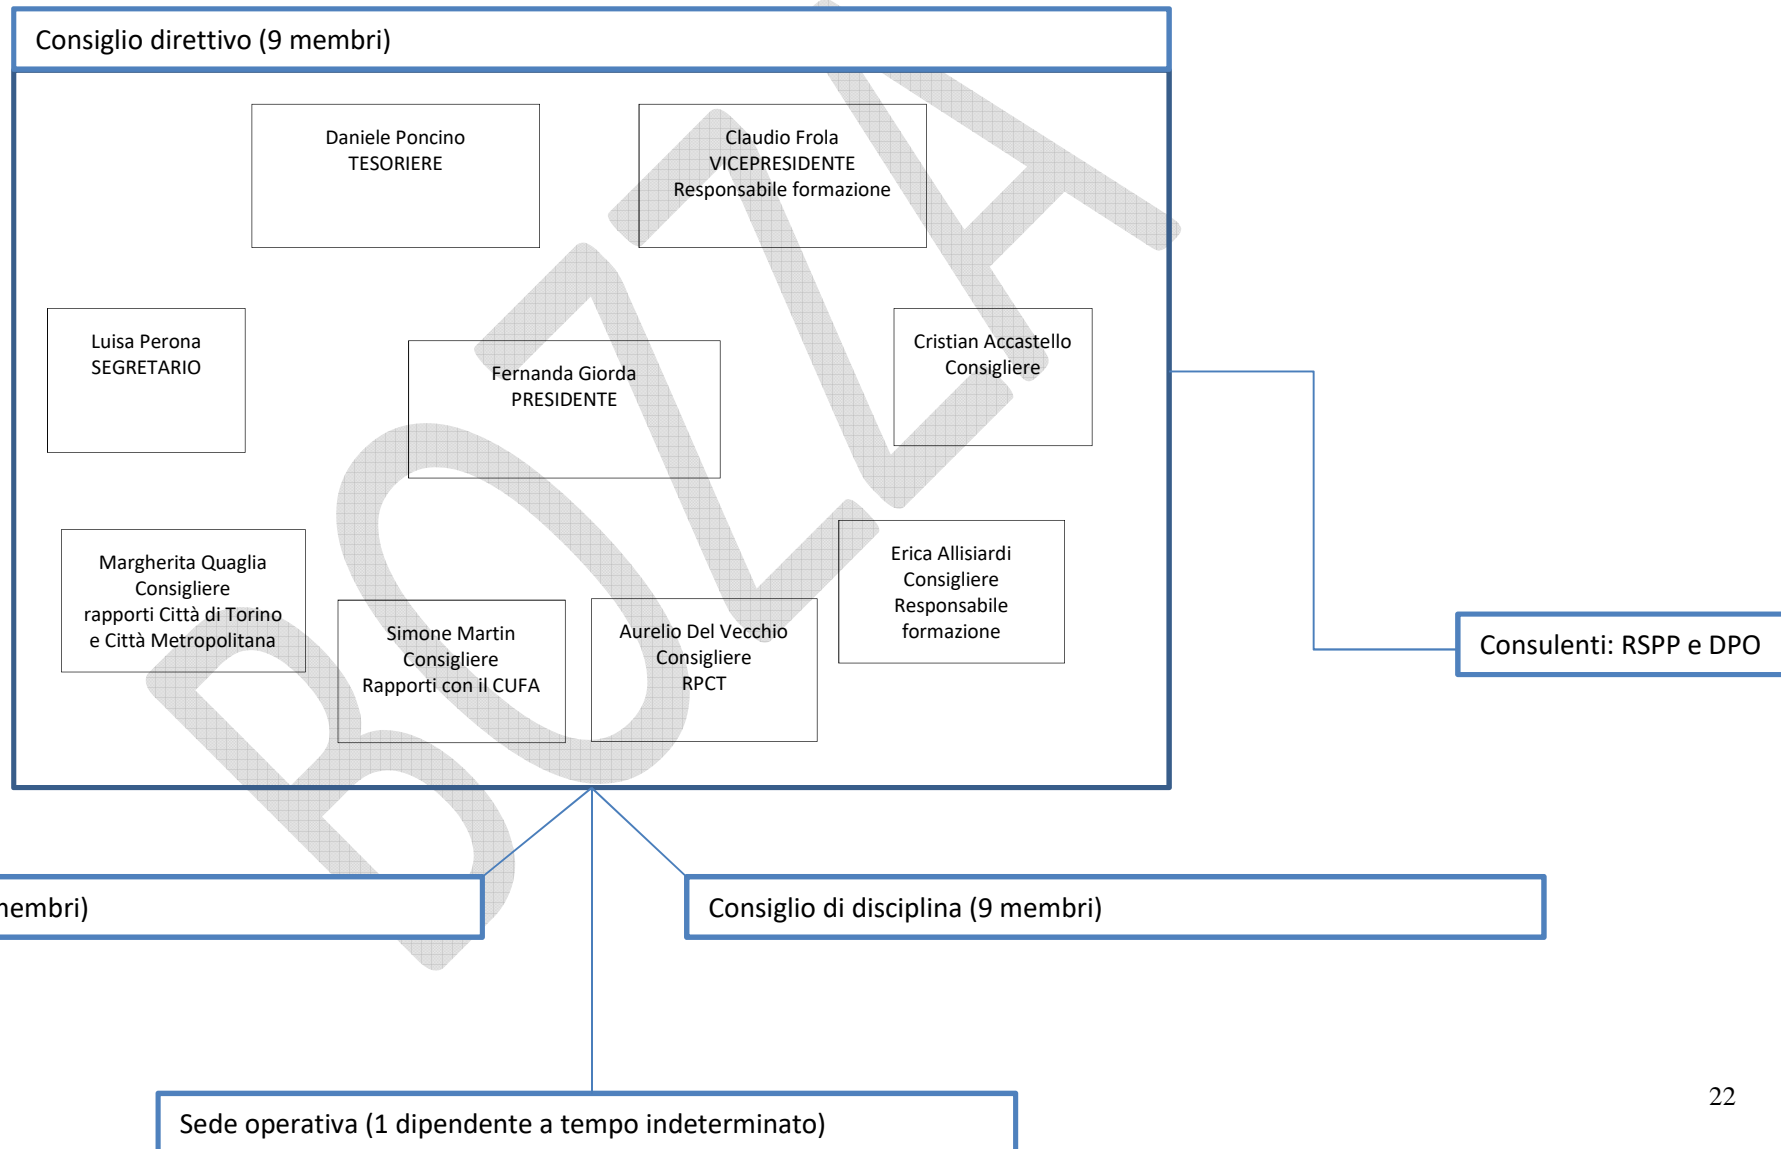 Consiglio direttivo (9 membri)
Daniele Poncino
TESORIERE
Claudio Frola
VICEPRESIDENTE
Responsabile formazione
Luisa Perona
SEGRETARIO
Fernanda Giorda
PRESIDENTE
Cristian Accastello
Consigliere
Margherita Quaglia
Consigliere
rapporti Città di Torino
e Città Metropolitana
Simone Martin
Consigliere
Rapporti con il CUFA
Aurelio Del Vecchio
Consigliere
RPCT
Erica Allisiardi
Consigliere
Responsabile
formazione
Consulenti: RSPP e DPO
membri)
Consiglio di disciplina (9 membri)
Sede operativa (1 dipendente a tempo indeterminato)
22
BOZZA